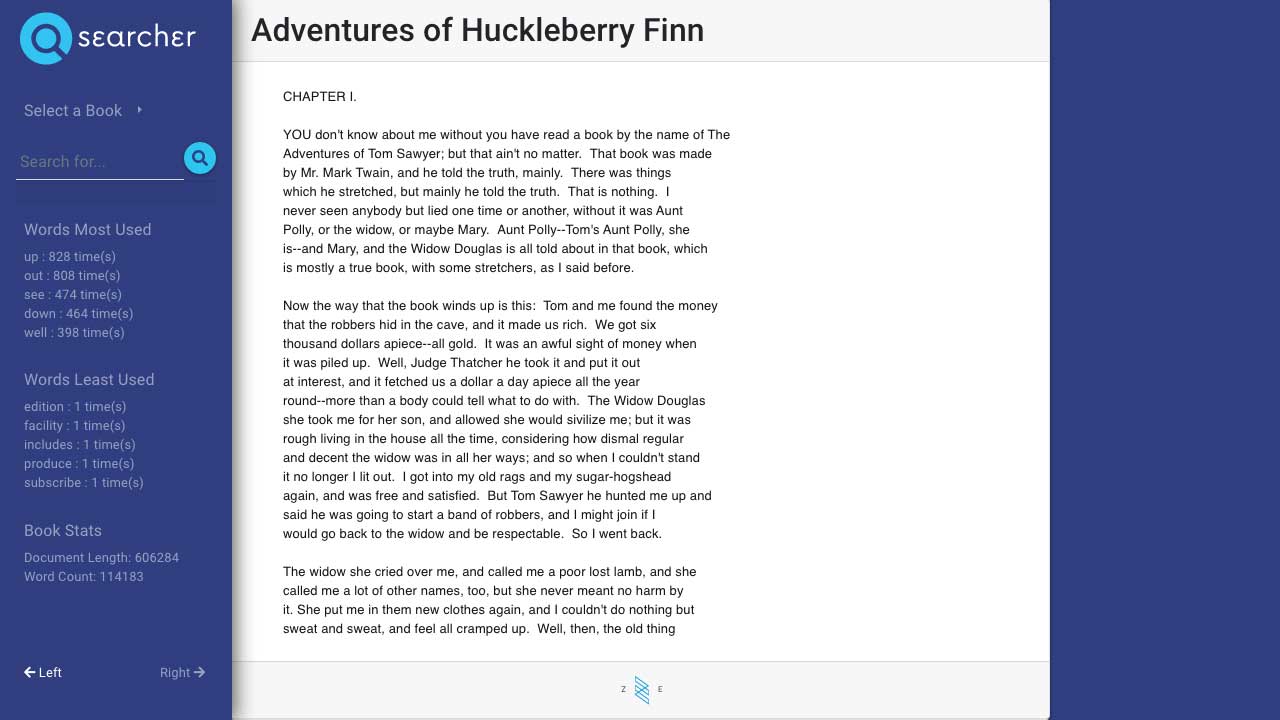 searcher
Select a Book
Search for...
Words Most Used
up : 828 time(s)
out : 808 time(s)
see : 474 time(s)
down : 464 time(s)
well : 398 time(s)
Words Least Used
edition : 1 time(s)
facility : 1 time(s)
includes : 1 time(s)
produce : 1 time(s)
subscribe : 1 time(s)
Book Stats
Document Length: 606284
Word Count: 114183
Left
Right
Adventures of Huckleberry Finn
CHAPTER I.
YOU don't know about me without you have read a book by the name of The
Adventures of Tom Sawyer; but that ain't no matter.  That book was made
by Mr. Mark Twain, and he told the truth, mainly.  There was things
which he stretched, but mainly he told the truth.  That is nothing.  I
never seen anybody but lied one time or another, without it was Aunt
Polly, or the widow, or maybe Mary.  Aunt Polly--Tom's Aunt Polly, she
is--and Mary, and the Widow Douglas is all told about in that book, which
is mostly a true book, with some stretchers, as I said before.
Now the way that the book winds up is this:  Tom and me found the money
that the robbers hid in the cave, and it made us rich.  We got six
thousand dollars apiece--all gold.  It was an awful sight of money when
it was piled up.  Well, Judge Thatcher he took it and put it out
at interest, and it fetched us a dollar a day apiece all the year
round--more than a body could tell what to do with.  The Widow Douglas
she took me for her son, and allowed she would sivilize me; but it was
rough living in the house all the time, considering how dismal regular
and decent the widow was in all her ways; and so when I couldn't stand
it no longer I lit out.  I got into my old rags and my sugar-hogshead
again, and was free and satisfied.  But Tom Sawyer he hunted me up and
said he was going to start a band of robbers, and I might join if I
would go back to the widow and be respectable.  So I went back.
The widow she cried over me, and called me a poor lost lamb, and she
called me a lot of other names, too, but she never meant no harm by
it. She put me in them new clothes again, and I couldn't do nothing but
sweat and sweat, and feel all cramped up.  Well, then, the old thing
Z E